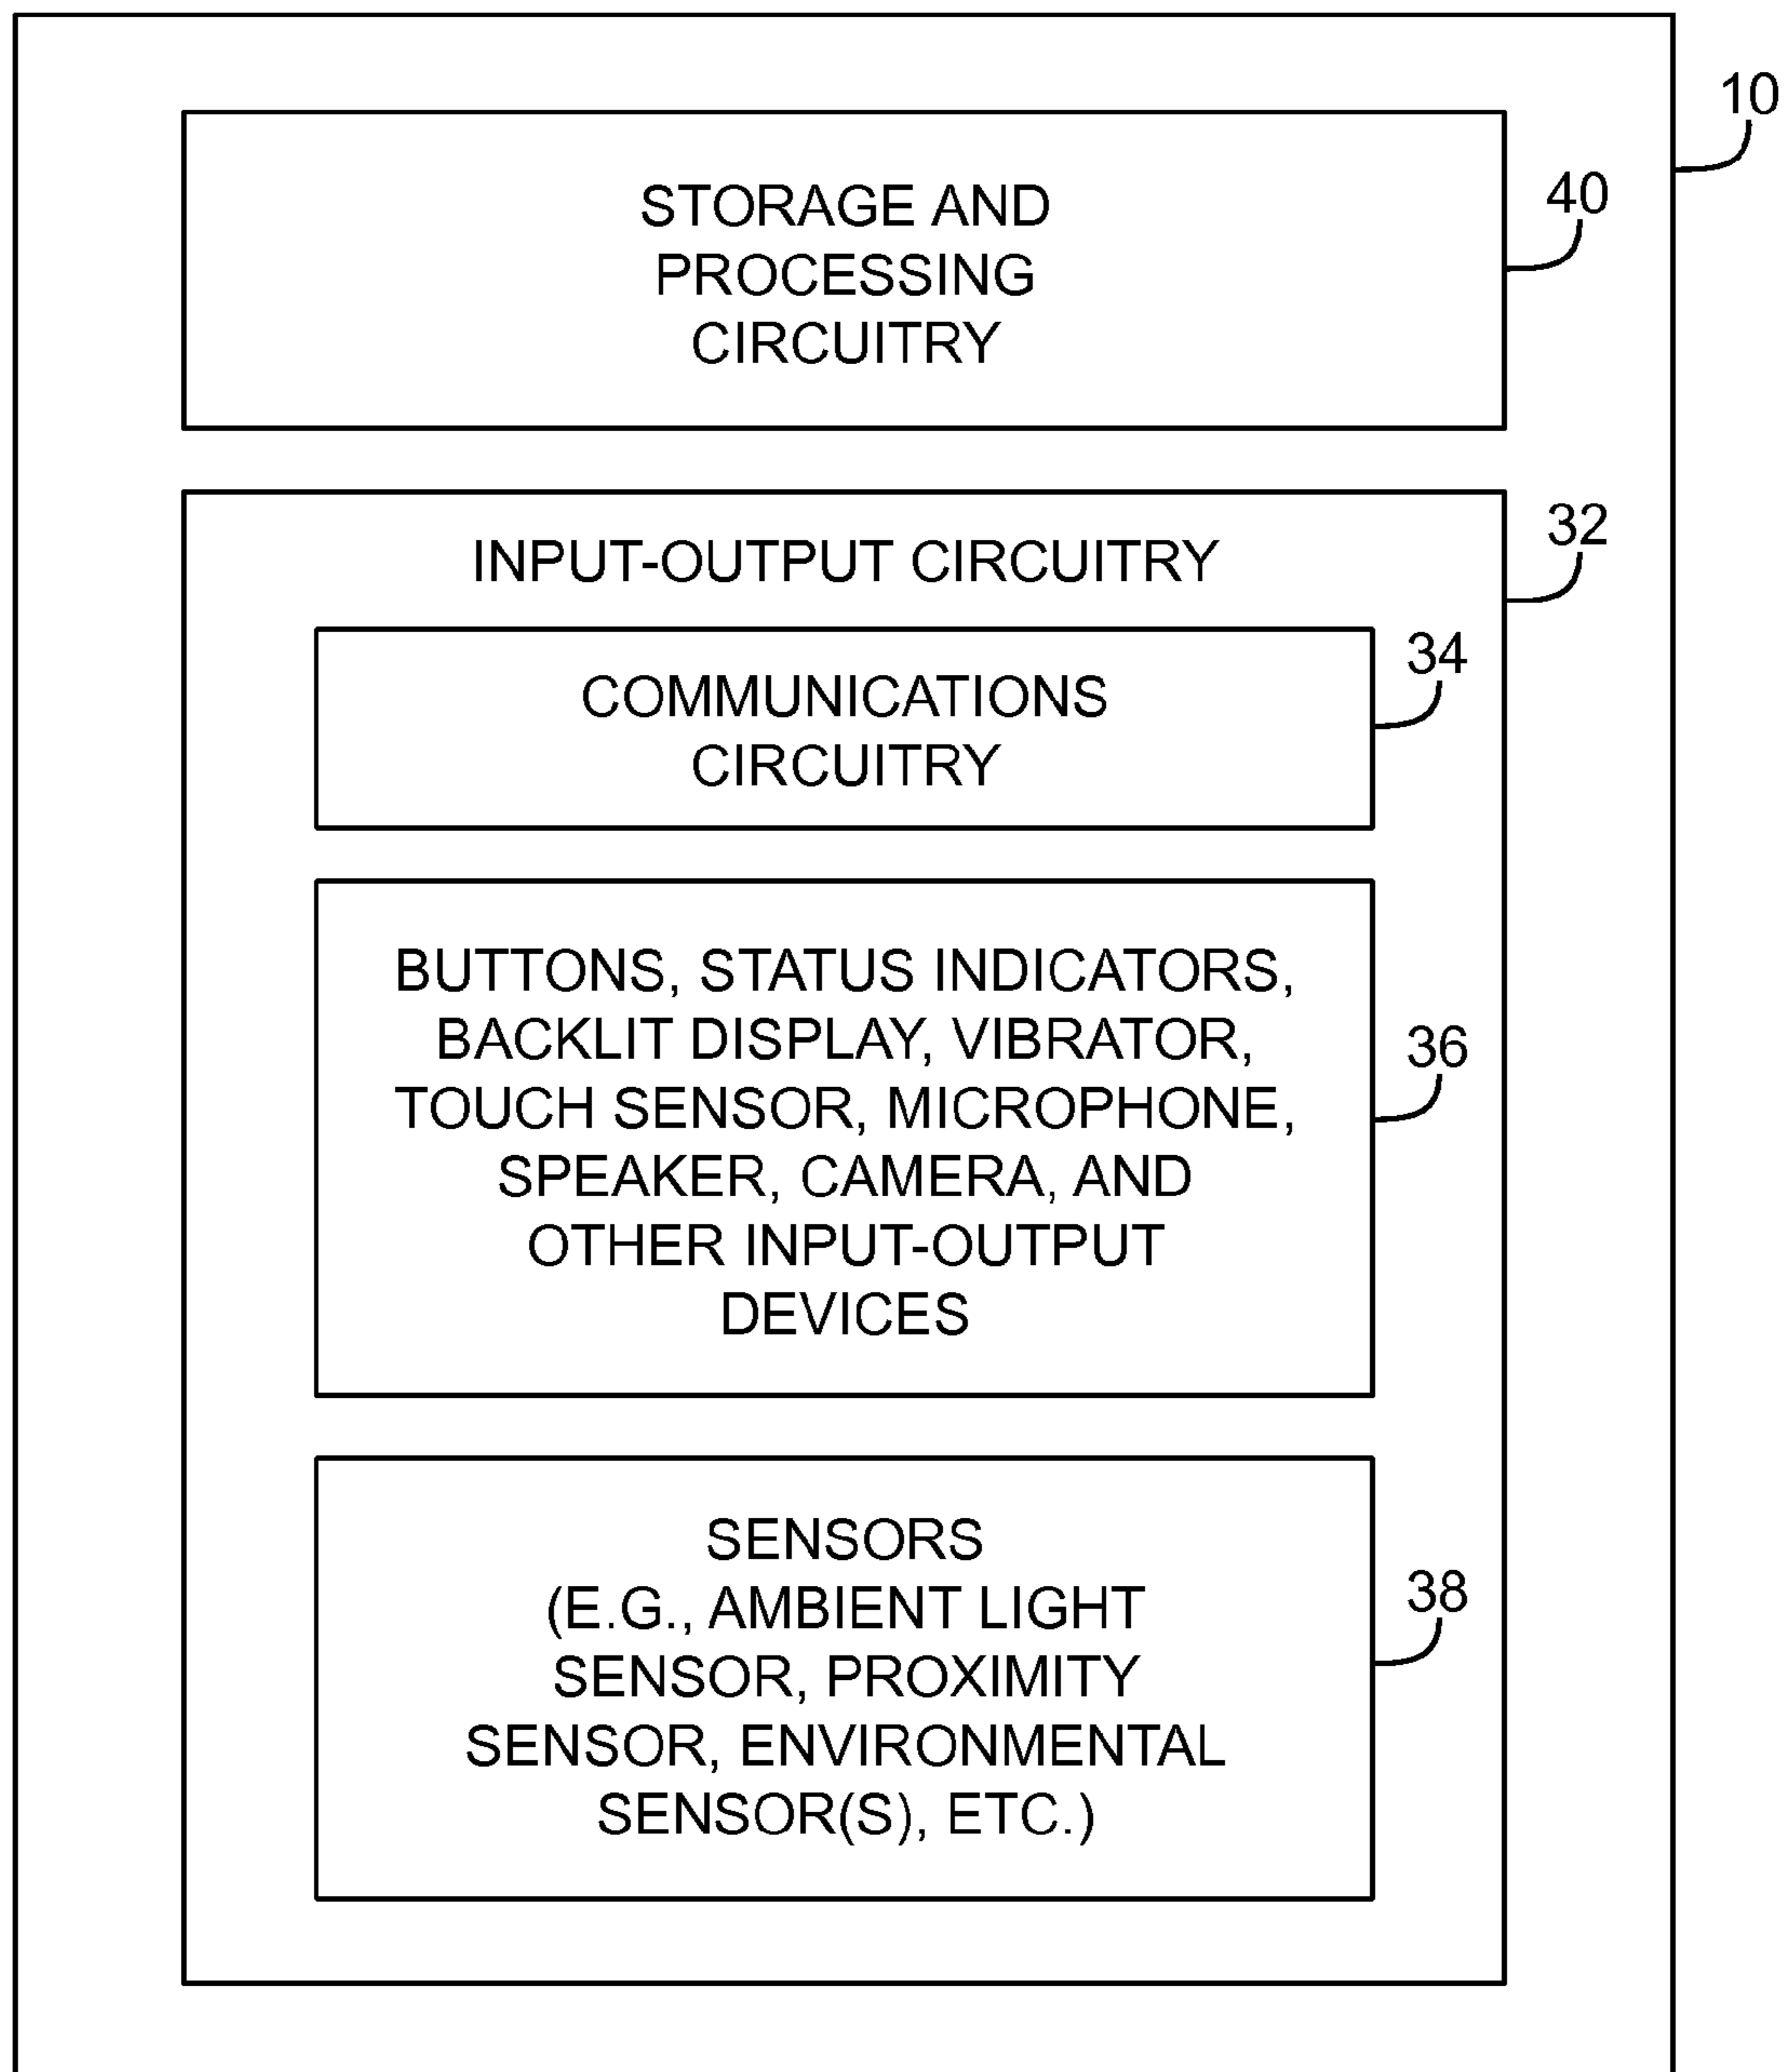 10
STORAGE AND
PROCESSING
CIRCUITRY
40
INPUT-OUTPUT CIRCUITRY
32
COMMUNICATIONS
CIRCUITRY
34
BUTTONS, STATUS INDICATORS,
BACKLIT DISPLAY, VIBRATOR,
TOUCH SENSOR, MICROPHONE,
SPEAKER, CAMERA, AND
OTHER INPUT-OUTPUT
DEVICES
36
SENSORS
(E.G., AMBIENT LIGHT
SENSOR, PROXIMITY
SENSOR, ENVIRONMENTAL
SENSOR(S), ETC.)
38